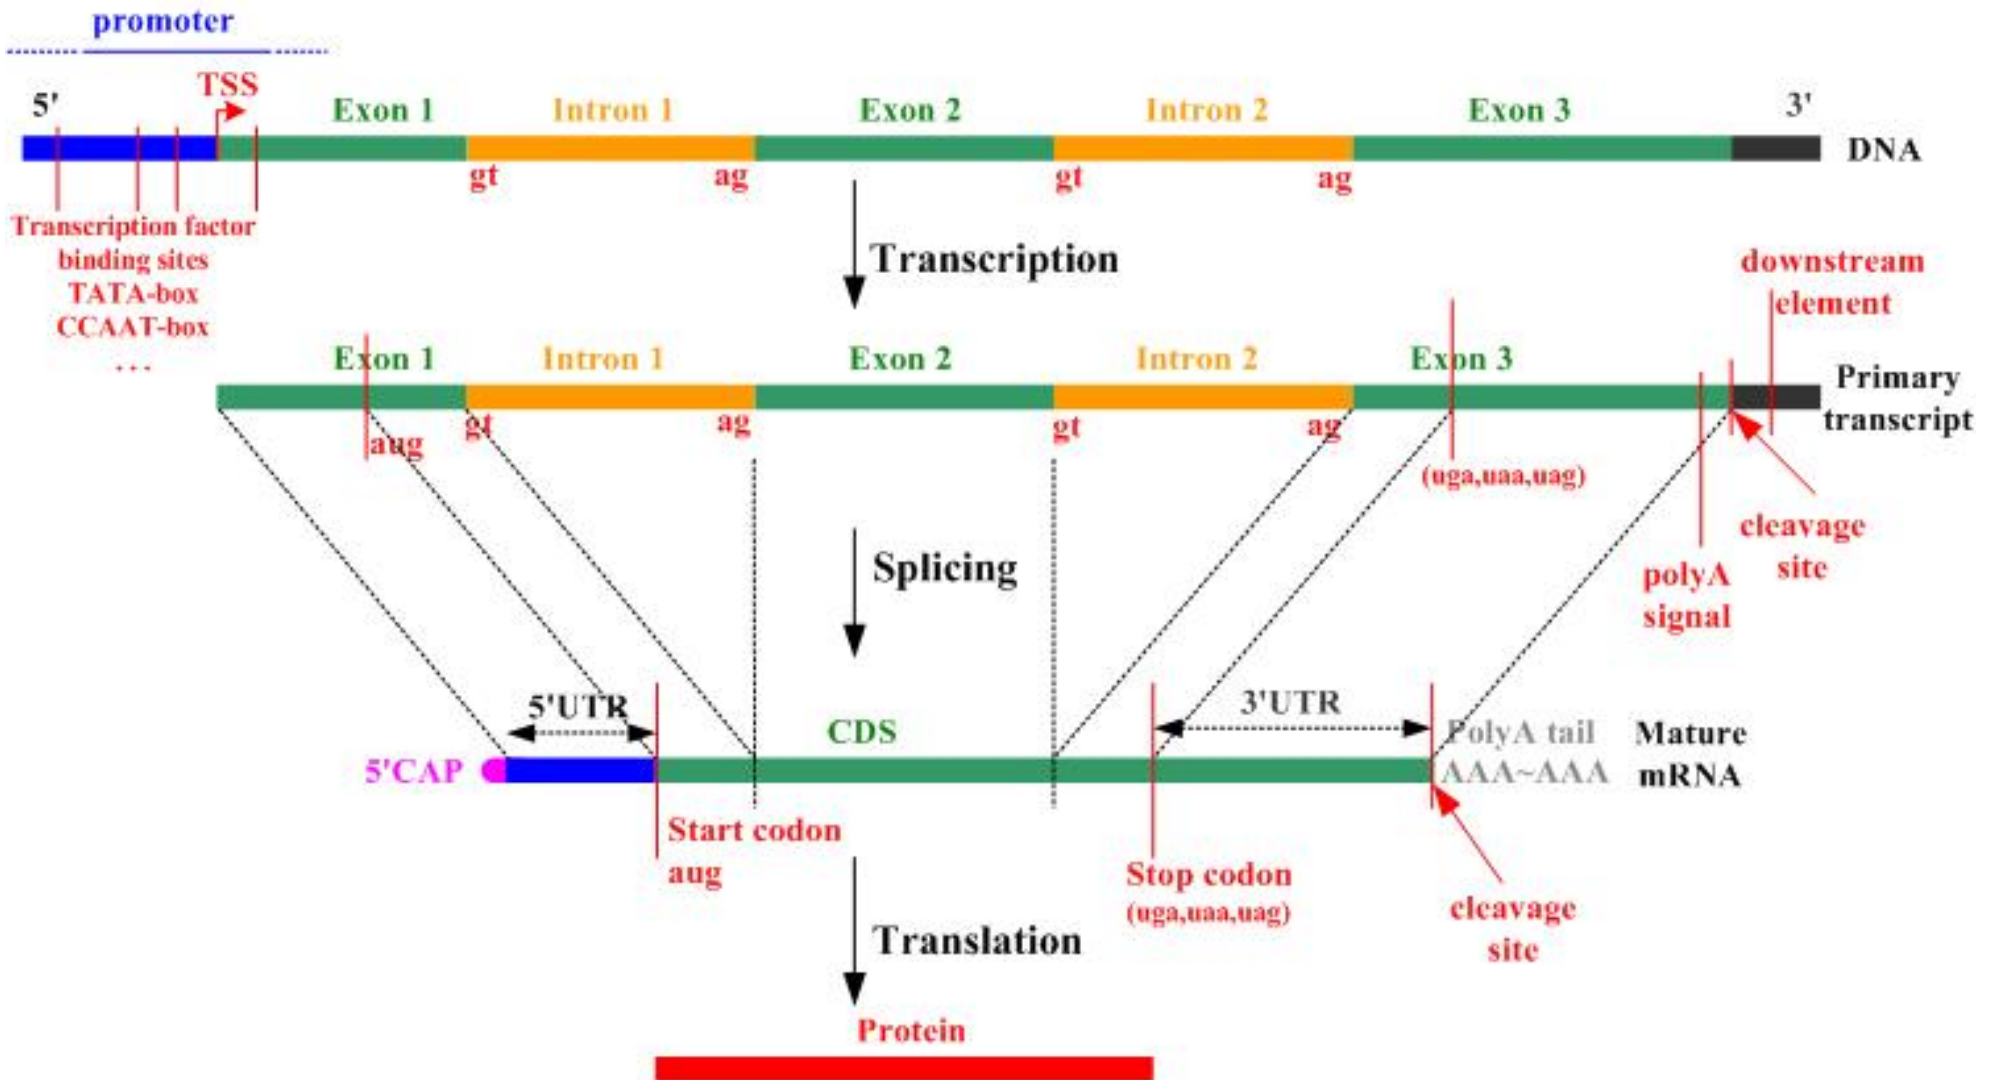 promoter
TSS
5'
Exon 1
Intron 1
Exon 2
Intron 2
Exon 3
3'
DNA
gt
ag
gt
ag
Transcription factor
binding sites
TATA-box
CCAAT-box
...
Transcription
downstream
element
Exon 1
Intron 1
Exon 2
Intron 2
Exon 3
Primary
transcript
aug
gt
ag
gt
ag
(uga,uaa,uag)
cleavage
site
polyA
signal
Splicing
5'UTR
CDS
3'UTR
PolyA tail
AAA~AAA
Mature
mRNA
5'CAP
Start codon
aug
Stop codon
(uga,uaa,uag)
cleavage
site
Translation
Protein